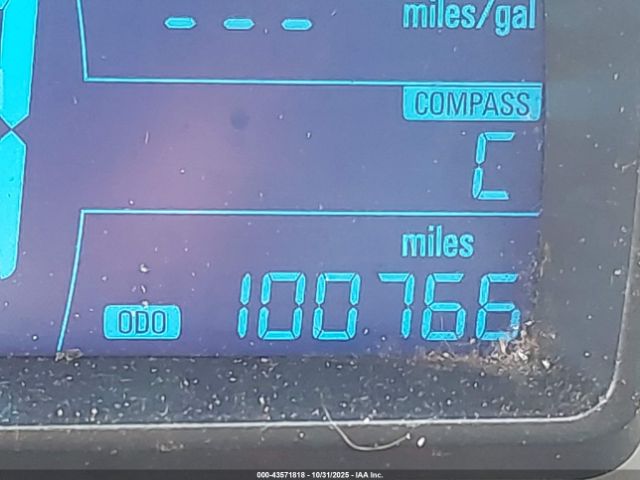 --- miles/gal
COMPASS
C
miles
ODO 100766
000-43571818 - 10/31/2025 - IAA Inc.